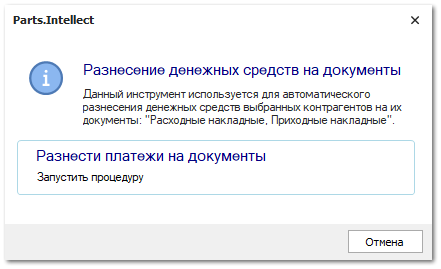 Parts.Intellect
Разнесение денежных средств на документы
Данный инструмент используется для автоматического
разнесения денежных средств выбранных контрагентов на их
документы: "Расходные накладные, Приходные накладные".
Разнести платежи на документы
Запустить процедуру
Отмена